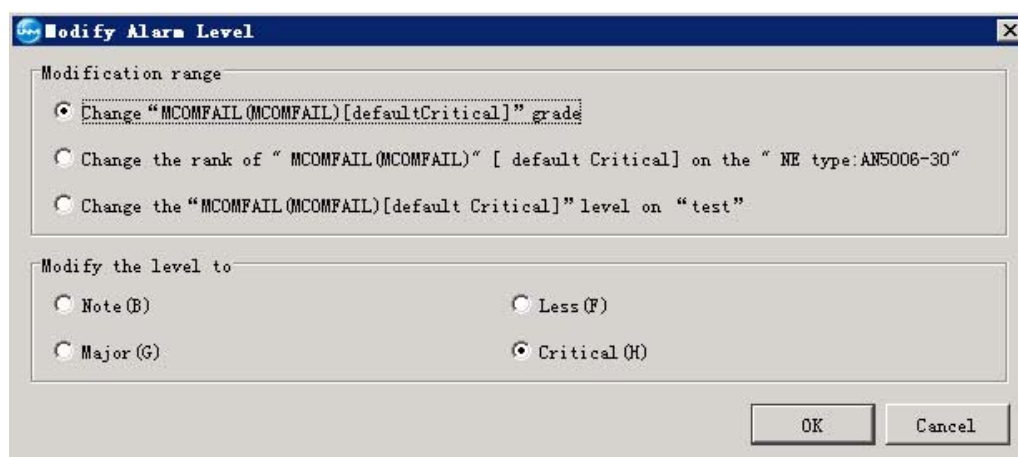 Modify Alarm Level
Modification range
Change “MCOMFAIL(MCOMFAIL)[defaultCritical]” grade
Change the rank of ″ MCOMFAIL(MCOMFAIL)″ [ default Critical] on the ″ NE type:AN5006-30″
Change the “MCOMFAIL(MCOMFAIL)[default Critical]” level on “test”
Modify the level to
Note(B)
Less(F)
Major(G)
Critical(H)
OK
Cancel